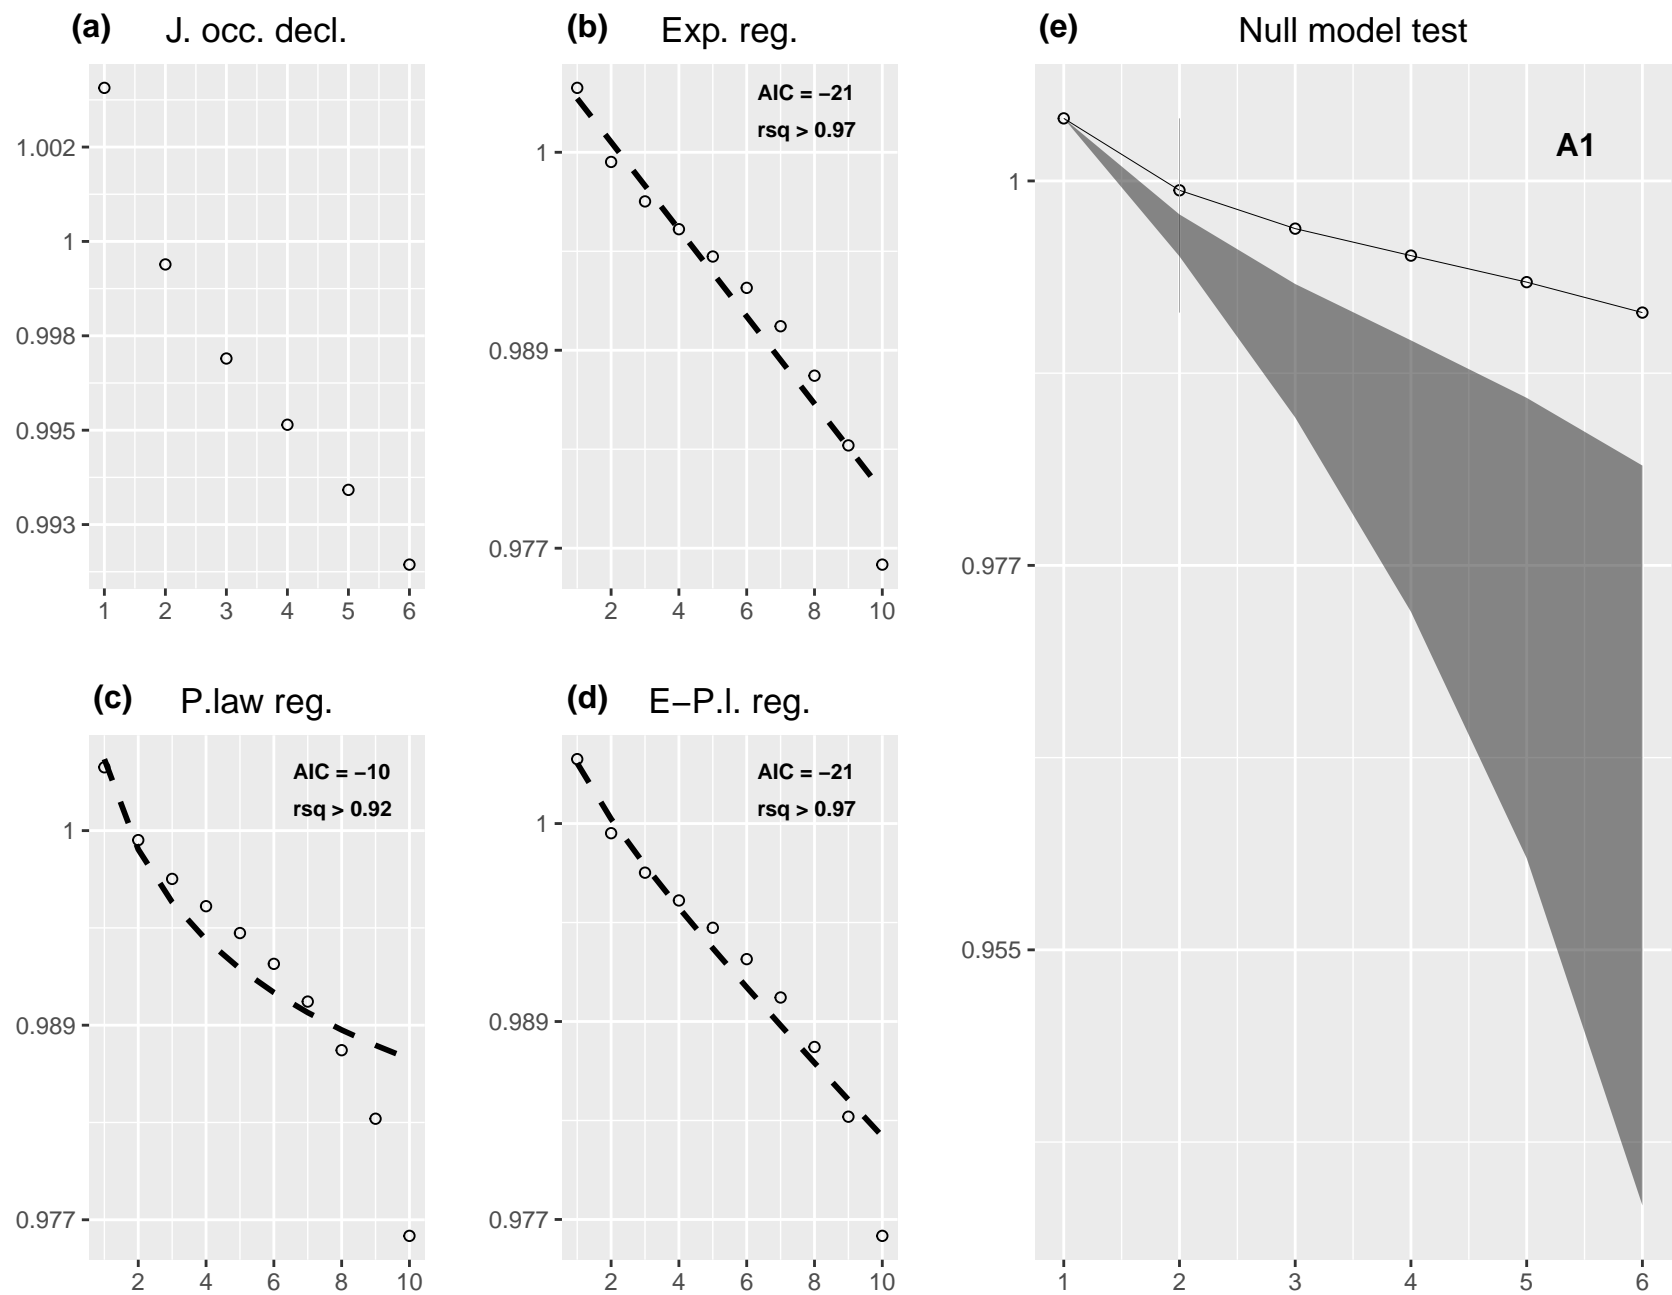 (a) J. occ. decl.
1.002
1
0.998
0.995
0.993
1 2 3 4 5 6
(b) Exp. reg.
AIC = −21
rsq > 0.97
1
0.989
0.977
2 4 6 8 10
(c) P.law reg.
AIC = −10
rsq > 0.92
1
0.989
0.977
2 4 6 8 10
(d) E−P.l. reg.
AIC = −21
rsq > 0.97
1
0.989
0.977
2 4 6 8 10
(e) Null model test
A1
1
0.977
0.955
1 2 3 4 5 6